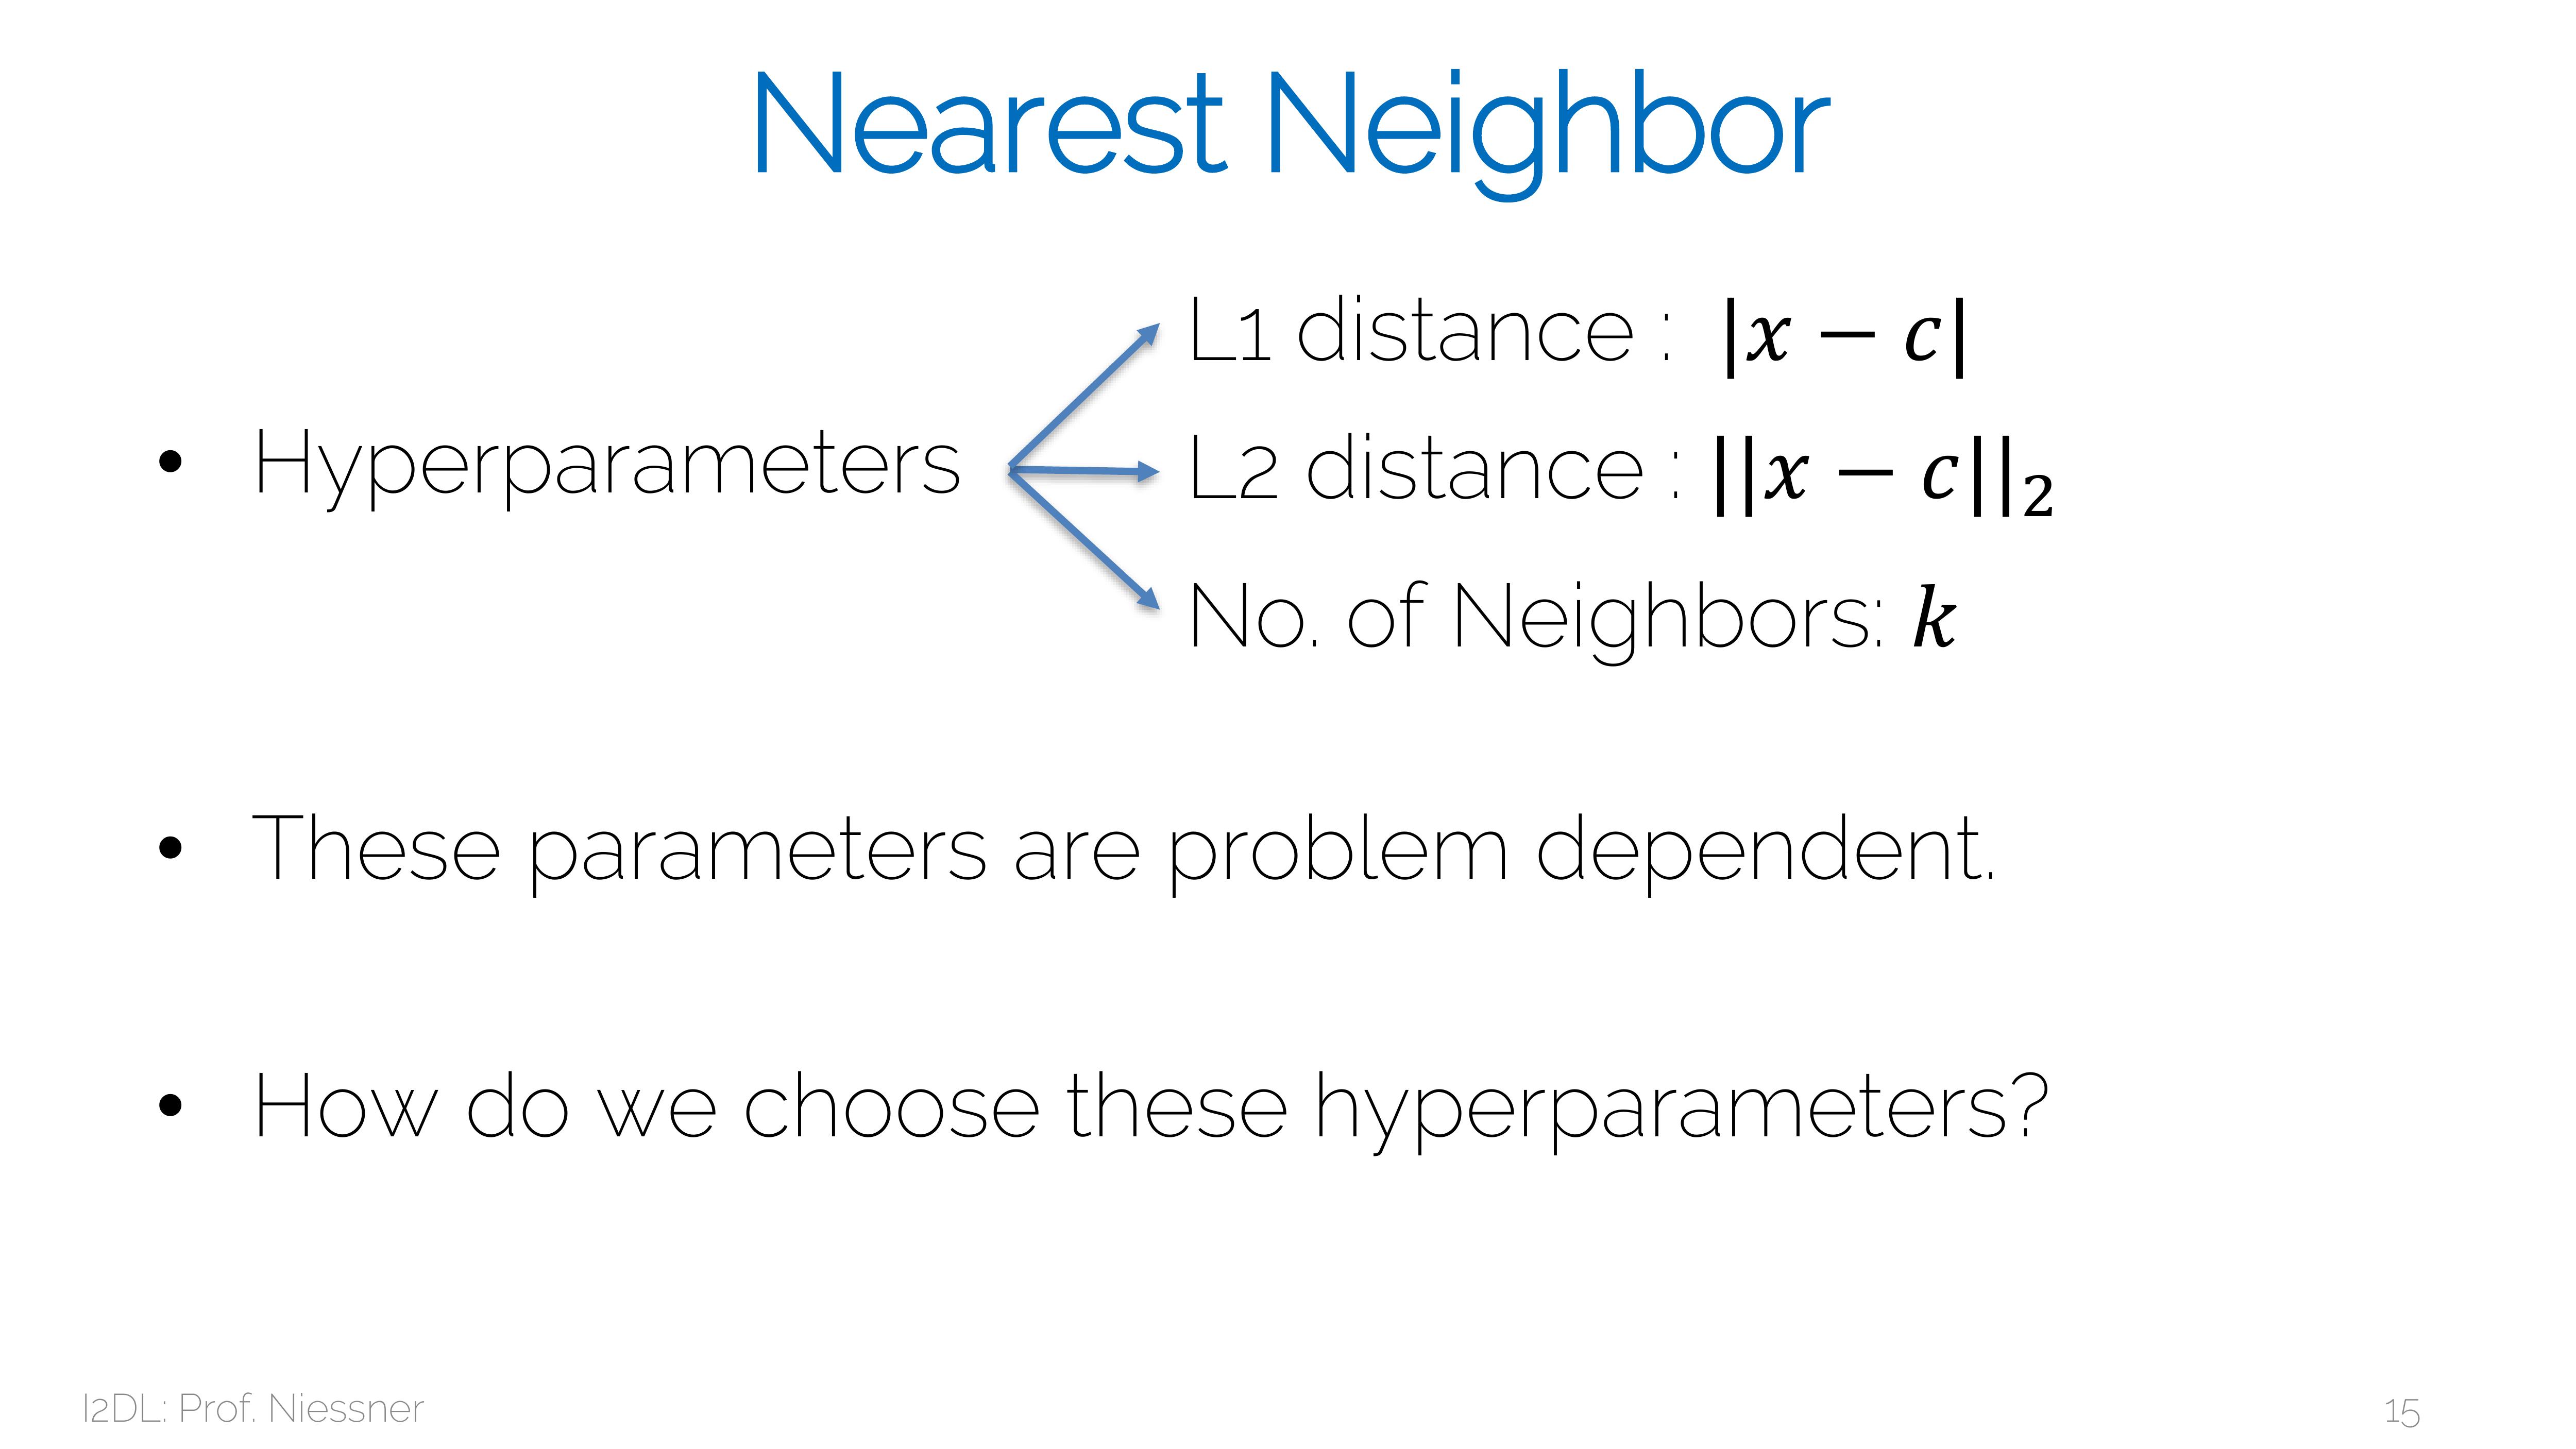 Nearest Neighbor
L1 distance : |x − c|
• Hyperparameters
L2 distance : ||x − c||₂
No. of Neighbors: k
• These parameters are problem dependent.
• How do we choose these hyperparameters?
I2DL: Prof. Niessner
15